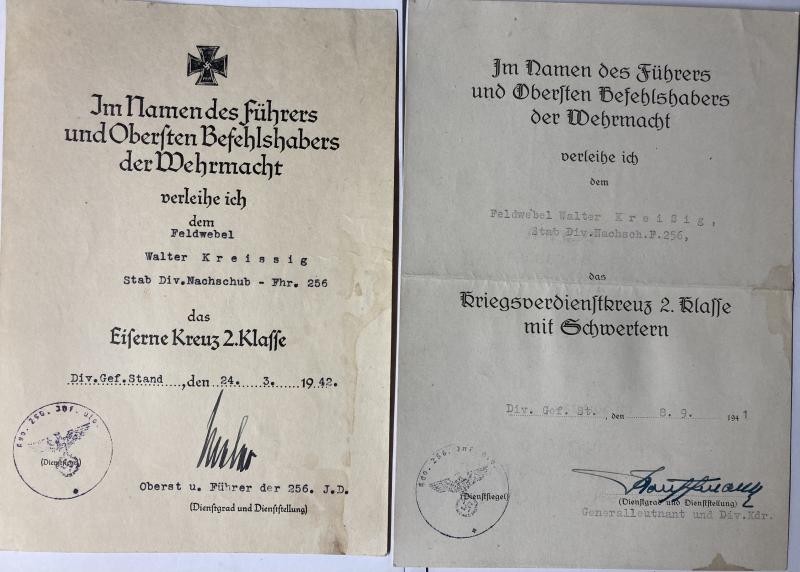 Im Namen des Führers
und Obersten Befehlshabers
der Wehrmacht
verleihe ich
dem
Feldwebel
Walter Kreissig
Stab Div.Nachschub - Fhr. 256
das
Eiserne Kreuz 2. Klasse
Div.Gef.Stand, den 24. 3. 1942.
(Dienstsiegel)
Oberst u. Führer der 256. J.D.
(Dienstgrad und Dienststellung)
Im Namen des Führers
und Obersten Befehlshabers
der Wehrmacht
verleihe ich
dem
Feldwebel Walter Kreißig,
Stab Div.Nachsch.F.256,
das
Kriegsverdienstkreuz 2. Klasse
mit Schwertern
Div. Gef. St., den 8. 9. 1941
(Dienstsiegel)
(Dienstgrad und Dienststellung)
Generalleutnant und Div.Kdr.